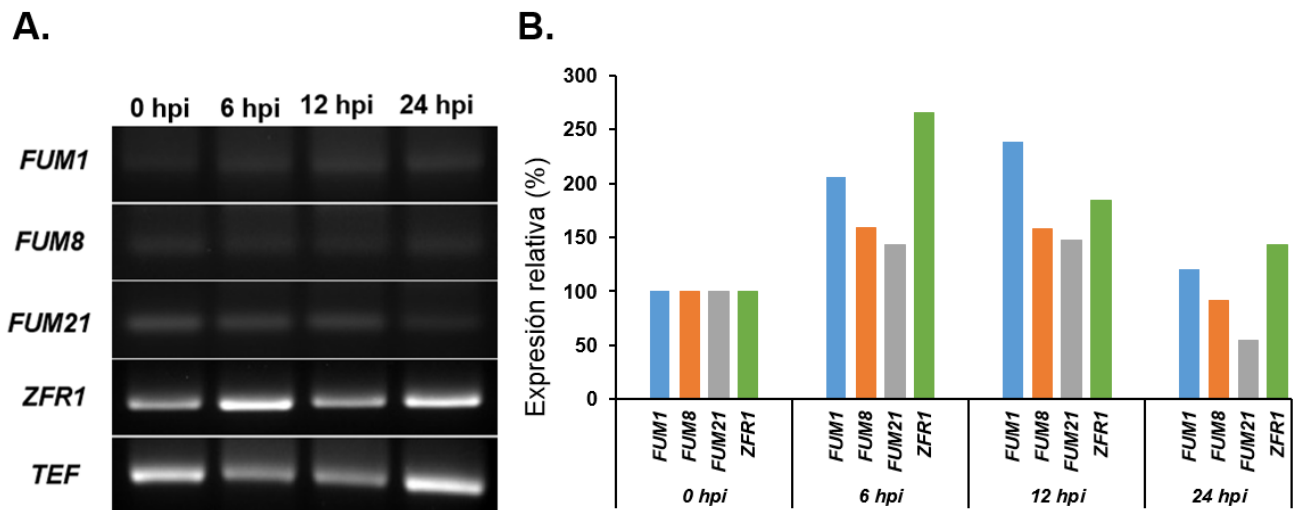 A.
0 hpi 6 hpi 12 hpi 24 hpi
FUM1
FUM8
FUM21
ZFR1
TEF
B.
Expresión relativa (%)
300
250
200
150
100
50
0
FUM1 FUM8 FUM21 ZFR1 FUM1 FUM8 FUM21 ZFR1 FUM1 FUM8 FUM21 ZFR1 FUM1 FUM8 FUM21 ZFR1
0 hpi 6 hpi 12 hpi 24 hpi